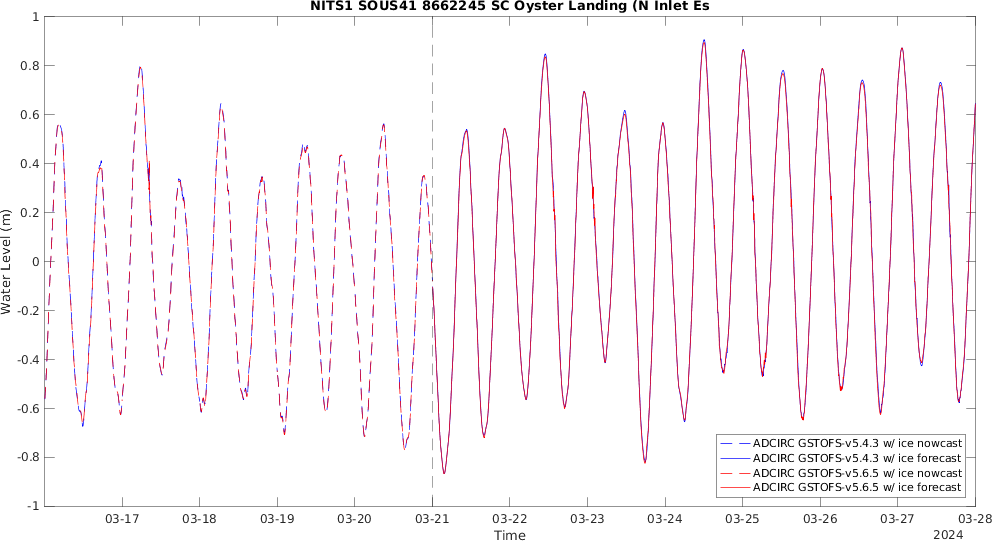 NITS1 SOUS41 8662245 SC Oyster Landing (N Inlet Es
1
0.8
0.6
0.4
0.2
0
-0.2
-0.4
-0.6
-0.8
-1
Water Level (m)
ADCIRC GSTOFS-v5.4.3 w/ ice nowcast
ADCIRC GSTOFS-v5.4.3 w/ ice forecast
ADCIRC GSTOFS-v5.6.5 w/ ice nowcast
ADCIRC GSTOFS-v5.6.5 w/ ice forecast
03-17 03-18 03-19 03-20 03-21 03-22 03-23 03-24 03-25 03-26 03-27 03-28
Time
2024